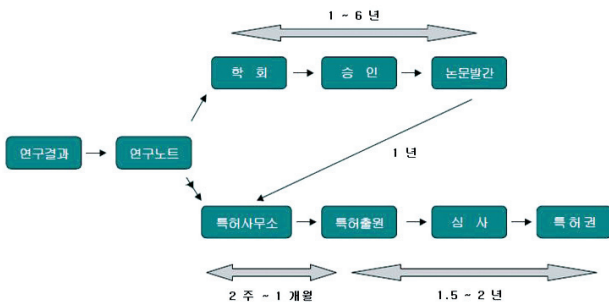 1 ~ 6 년
학 회
승 인
논문발간
연구결과
연구노트
1 년
특허사무소
특허출원
심 사
특허권
2 주 ~ 1 개월
1.5 ~ 2 년